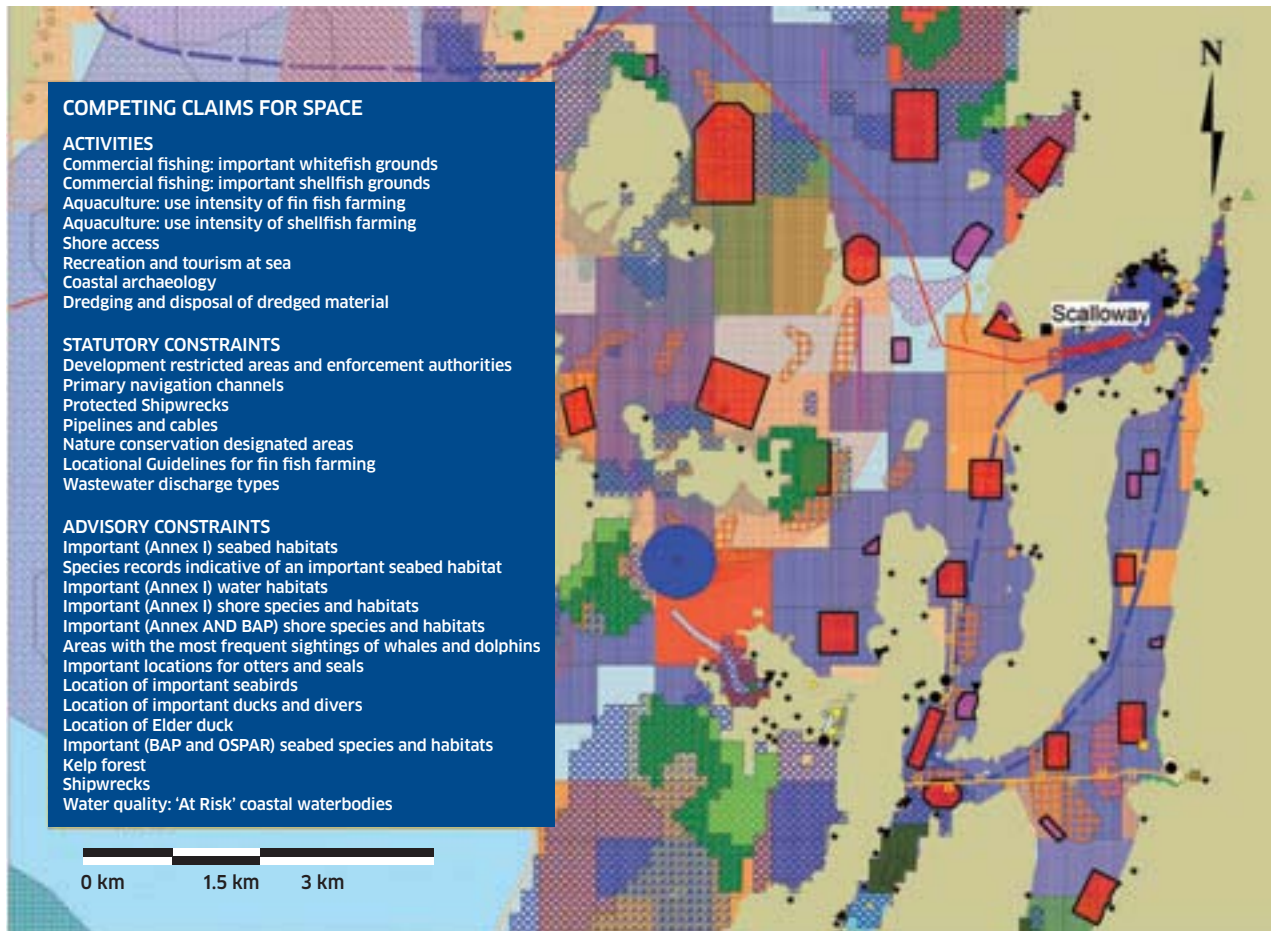 COMPETING CLAIMS FOR SPACE
ACTIVITIES
Commercial fishing: important whitefish grounds
Commercial fishing: important shellfish grounds
Aquaculture: use intensity of fin fish farming
Aquaculture: use intensity of shellfish farming
Shore access
Recreation and tourism at sea
Coastal archaeology
Dredging and disposal of dredged material
STATUTORY CONSTRAINTS
Development restricted areas and enforcement authorities
Primary navigation channels
Protected Shipwrecks
Pipelines and cables
Nature conservation designated areas
Locational Guidelines for fin fish farming
Wastewater discharge types
ADVISORY CONSTRAINTS
Important (Annex I) seabed habitats
Species records indicative of an important seabed habitat
Important (Annex I) water habitats
Important (Annex I) shore species and habitats
Important (Annex AND BAP) shore species and habitats
Areas with the most frequent sightings of whales and dolphins
Important locations for otters and seals
Location of important seabirds
Location of important ducks and divers
Location of Elder duck
Important (BAP and OSPAR) seabed species and habitats
Kelp forest
Shipwrecks
Water quality: ‘At Risk’ coastal waterbodies
0 km 1.5 km 3 km
N
Scalloway